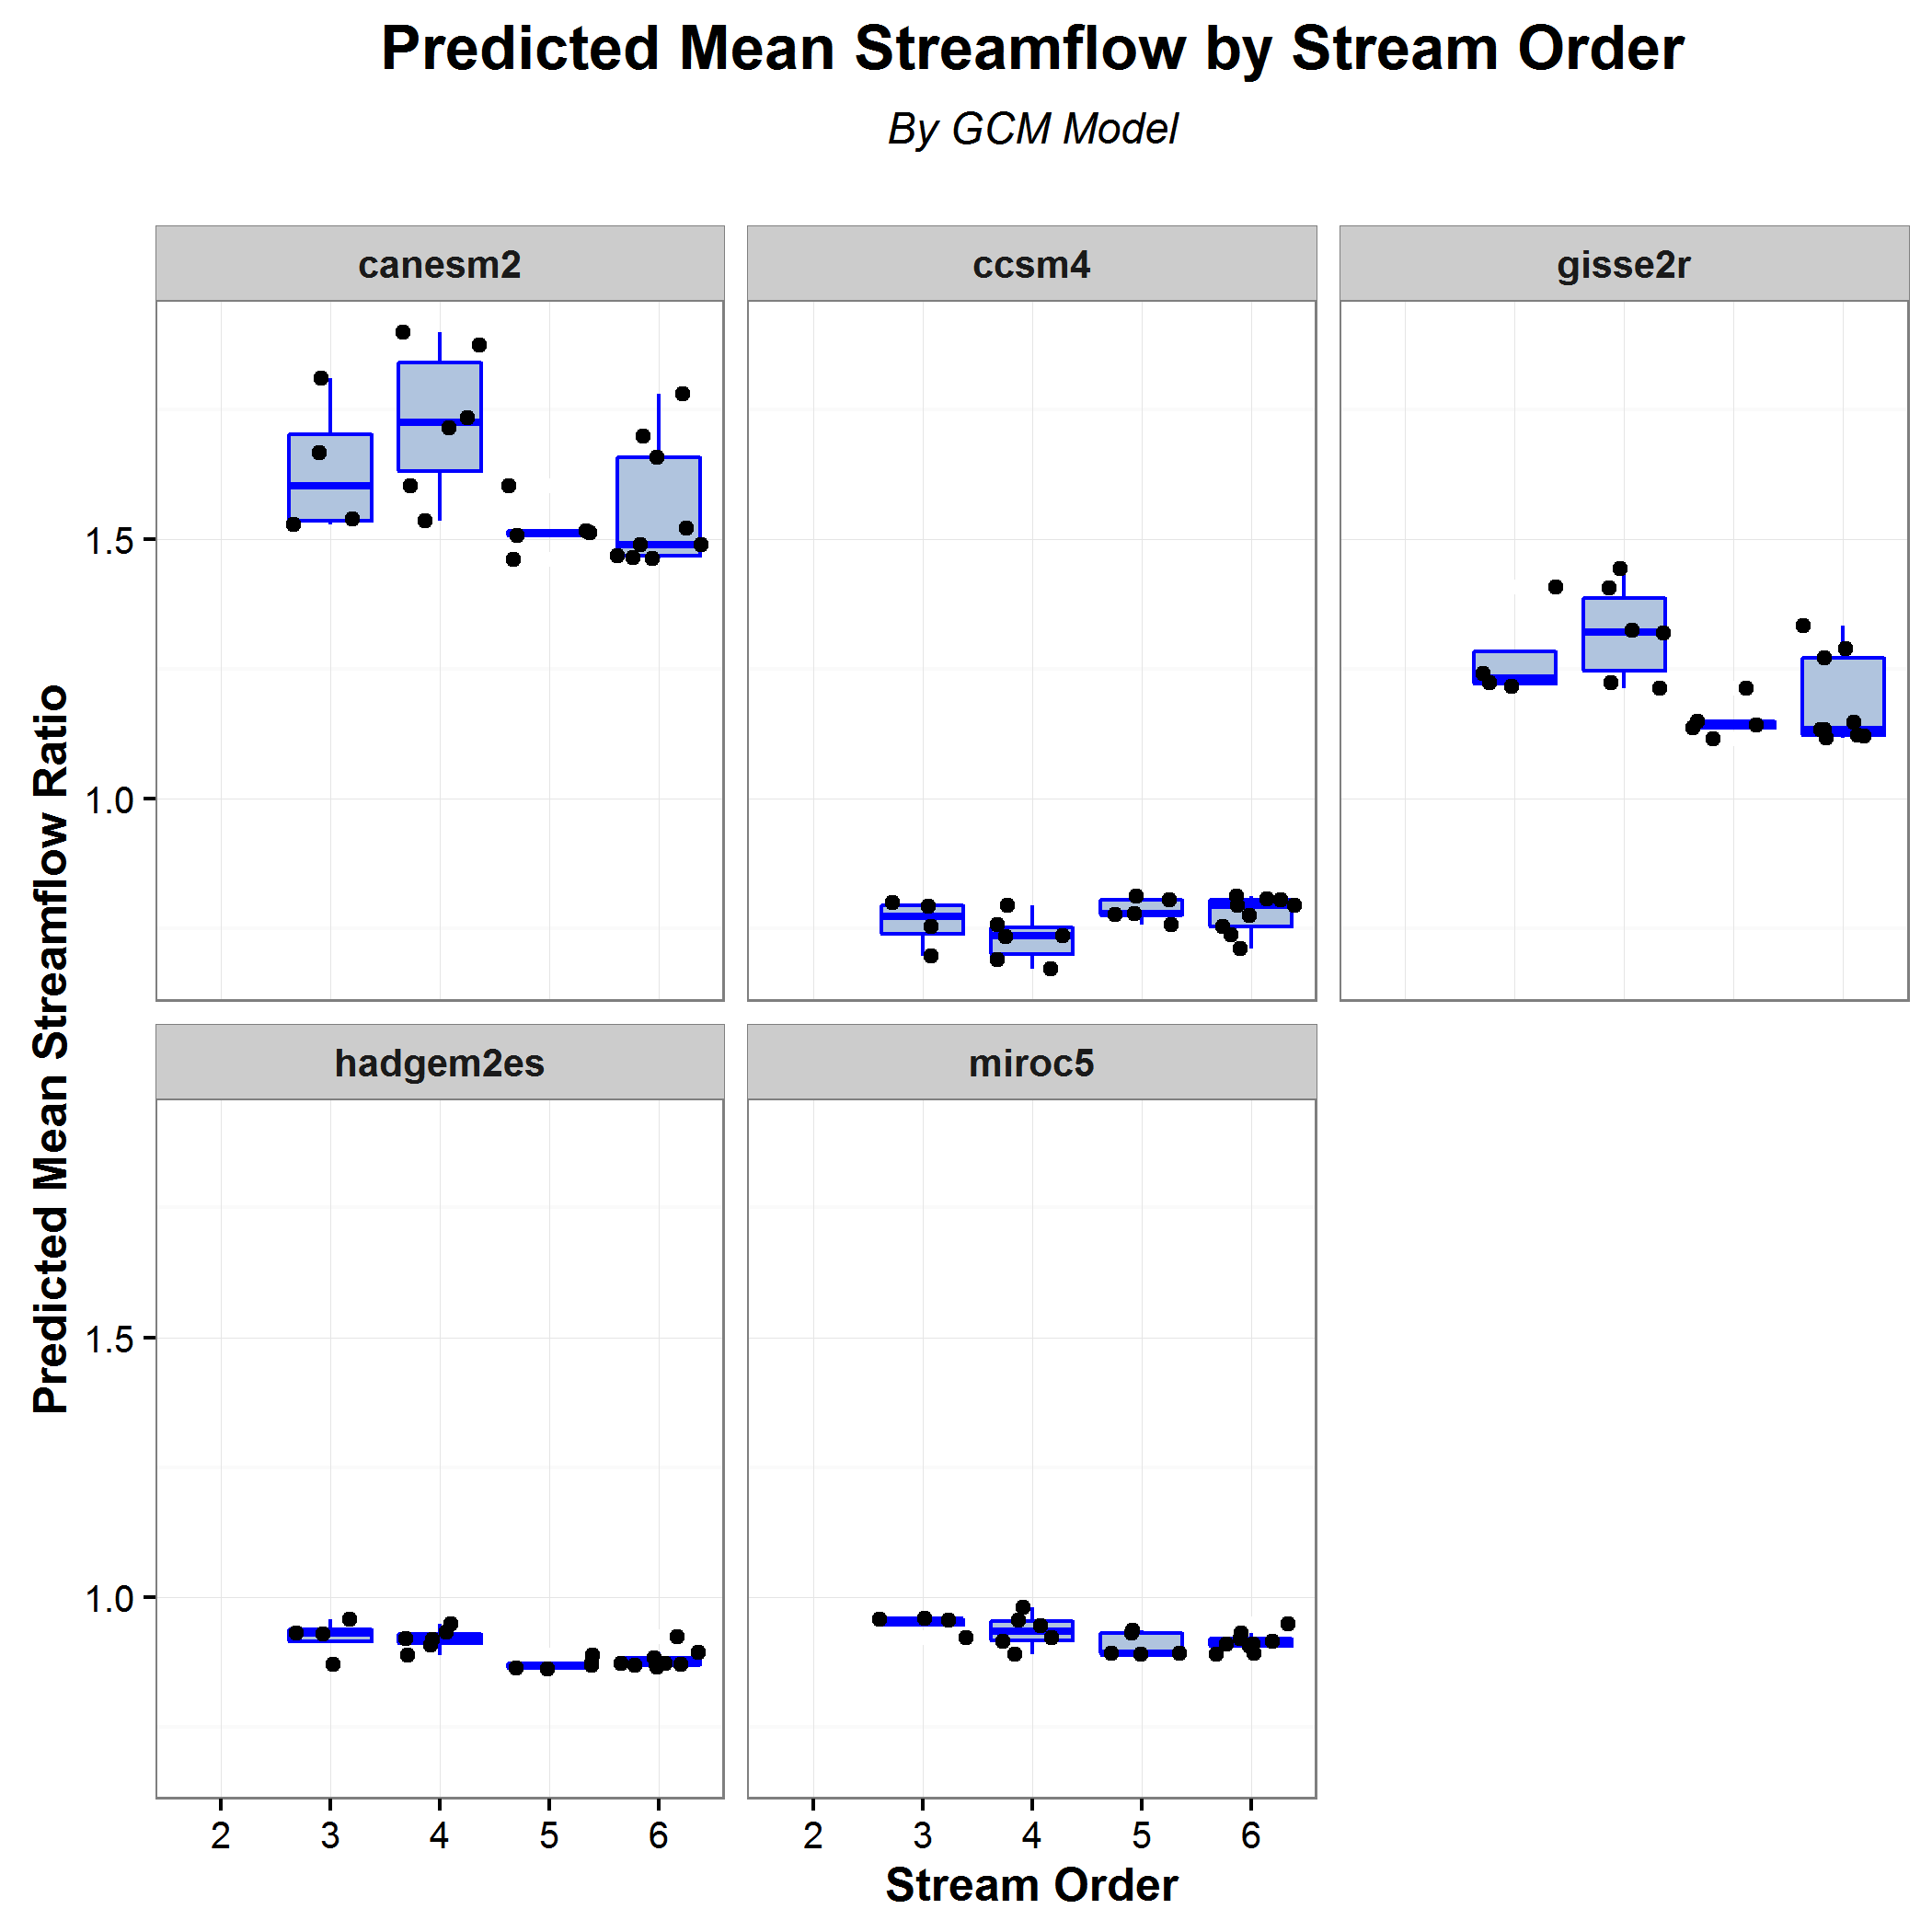 Predicted Mean Streamflow by Stream Order
By GCM Model
canesm2
ccsm4
gisse2r
1.5
1.0
Predicted Mean Streamflow Ratio
hadgem2es
miroc5
1.5
1.0
2 3 4 5 6
2 3 4 5 6
Stream Order